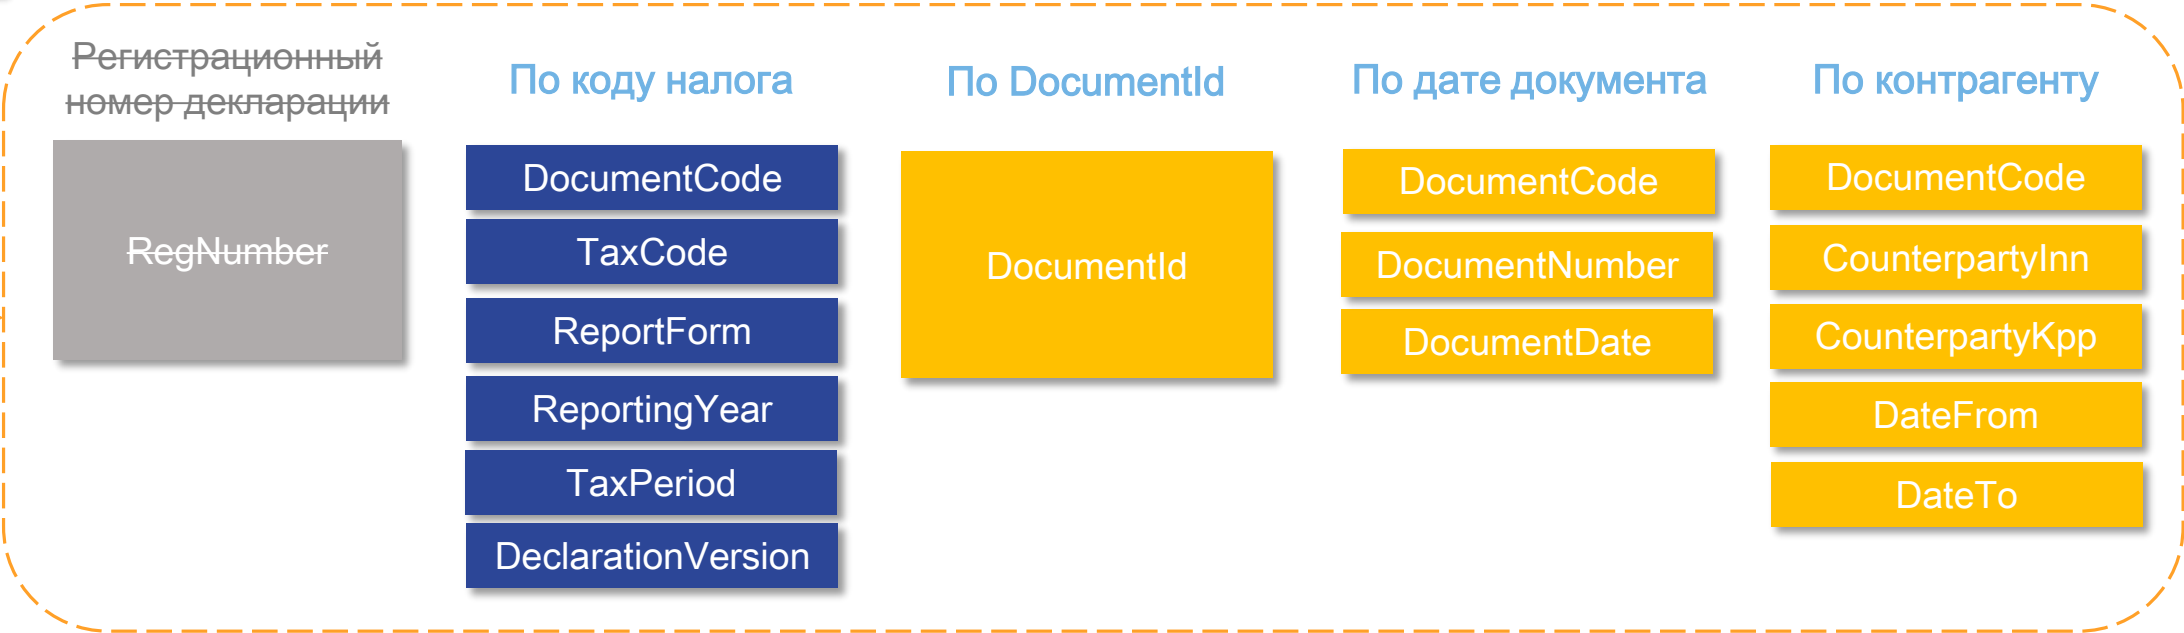 Регистрационный
номер декларации
RegNumber
По коду налога
DocumentCode
TaxCode
ReportForm
ReportingYear
TaxPeriod
DeclarationVersion
По DocumentId
DocumentId
По дате документа
DocumentCode
DocumentNumber
DocumentDate
По контрагенту
DocumentCode
CounterpartyInn
CounterpartyKpp
DateFrom
DateTo